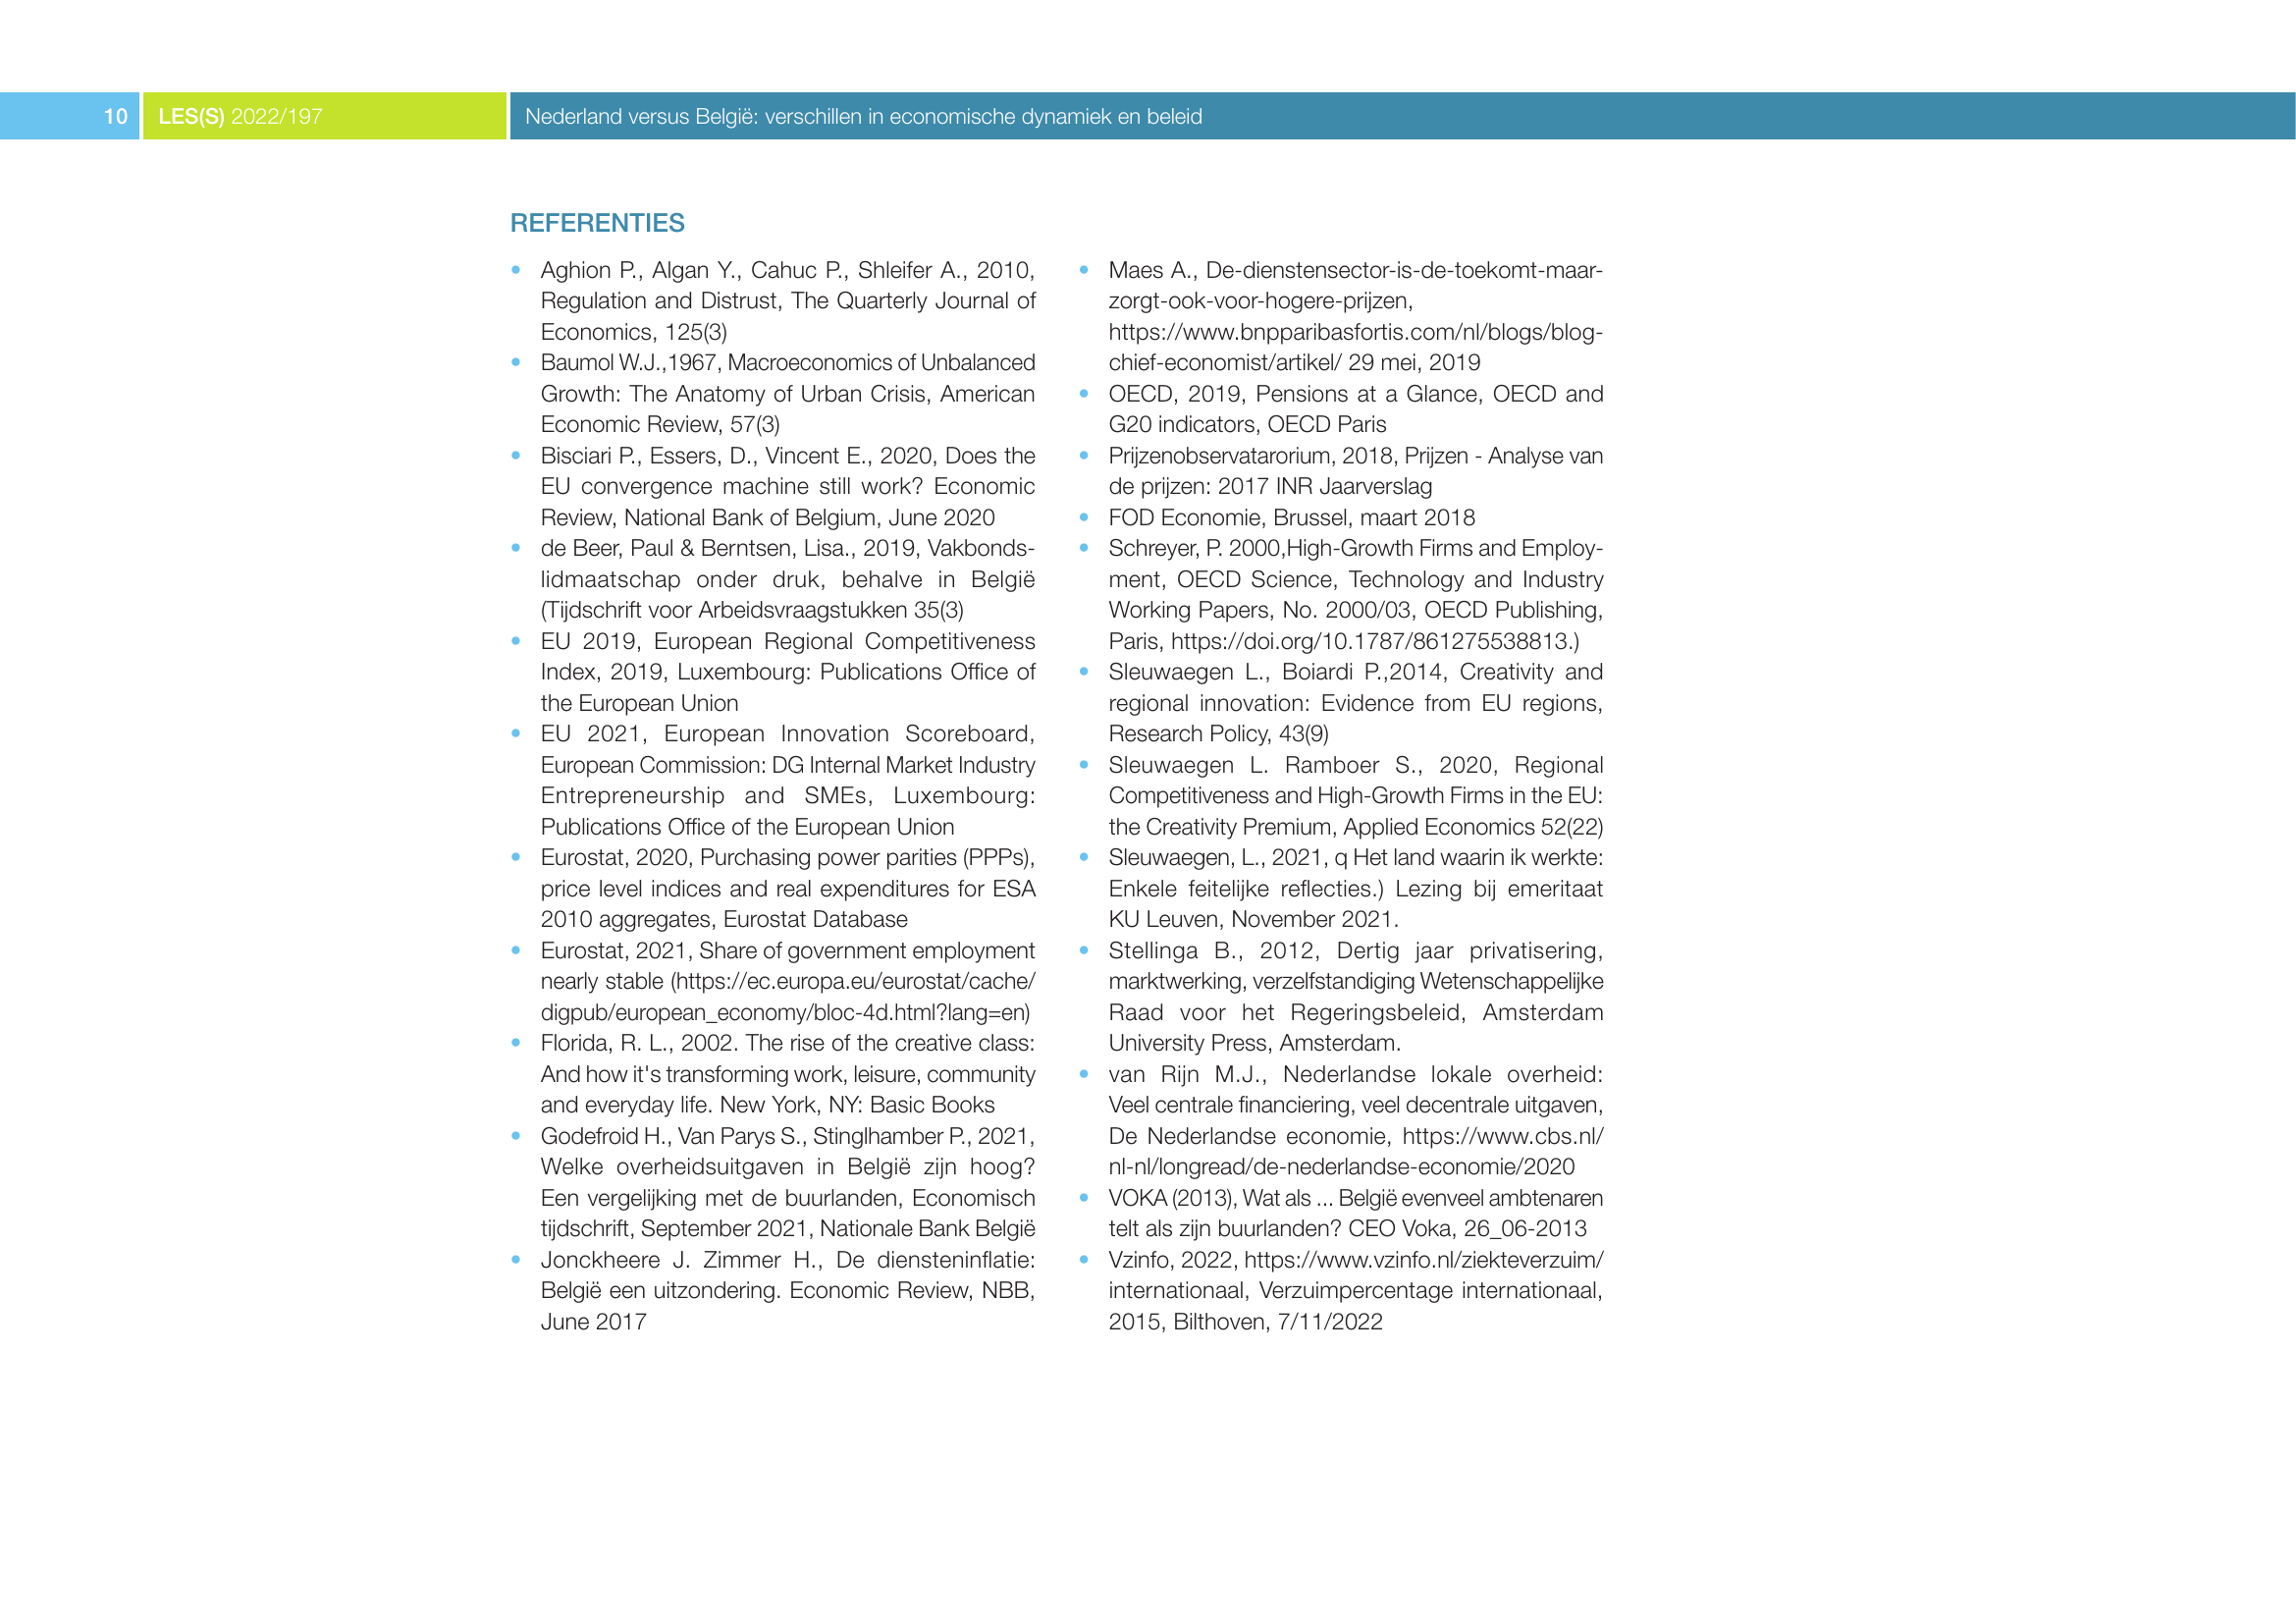 10
LES(S) 2022/197
Nederland versus België: verschillen in economische dynamiek en beleid
REFERENTIES
• Aghion P., Algan Y., Cahuc P., Shleifer A., 2010,
Regulation and Distrust, The Quarterly Journal of
Economics, 125(3)
• Baumol W.J.,1967, Macroeconomics of Unbalanced
Growth: The Anatomy of Urban Crisis, American
Economic Review, 57(3)
• Bisciari P., Essers, D., Vincent E., 2020, Does the
EU convergence machine still work? Economic
Review, National Bank of Belgium, June 2020
• de Beer, Paul & Berntsen, Lisa., 2019, Vakbonds-
lidmaatschap onder druk, behalve in België
(Tijdschrift voor Arbeidsvraagstukken 35(3)
• EU 2019, European Regional Competitiveness
Index, 2019, Luxembourg: Publications Office of
the European Union
• EU 2021, European Innovation Scoreboard,
European Commission: DG Internal Market Industry
Entrepreneurship and SMEs, Luxembourg:
Publications Office of the European Union
• Eurostat, 2020, Purchasing power parities (PPPs),
price level indices and real expenditures for ESA
2010 aggregates, Eurostat Database
• Eurostat, 2021, Share of government employment
nearly stable (https://ec.europa.eu/eurostat/cache/
digpub/european_economy/bloc-4d.html?lang=en)
• Florida, R. L., 2002. The rise of the creative class:
And how it's transforming work, leisure, community
and everyday life. New York, NY: Basic Books
• Godefroid H., Van Parys S., Stinglhamber P., 2021,
Welke overheidsuitgaven in België zijn hoog?
Een vergelijking met de buurlanden, Economisch
tijdschrift, September 2021, Nationale Bank België
• Jonckheere J. Zimmer H., De diensteninflatie:
België een uitzondering. Economic Review, NBB,
June 2017
• Maes A., De-dienstensector-is-de-toekomt-maar-
zorgt-ook-voor-hogere-prijzen,
https://www.bnpparibasfortis.com/nl/blogs/blog-
chief-economist/artikel/ 29 mei, 2019
• OECD, 2019, Pensions at a Glance, OECD and
G20 indicators, OECD Paris
• Prijzenobservatarorium, 2018, Prijzen - Analyse van
de prijzen: 2017 INR Jaarverslag
• FOD Economie, Brussel, maart 2018
• Schreyer, P. 2000,High-Growth Firms and Employ-
ment, OECD Science, Technology and Industry
Working Papers, No. 2000/03, OECD Publishing,
Paris, https://doi.org/10.1787/861275538813.)
• Sleuwaegen L., Boiardi P.,2014, Creativity and
regional innovation: Evidence from EU regions,
Research Policy, 43(9)
• Sleuwaegen L. Ramboer S., 2020, Regional
Competitiveness and High-Growth Firms in the EU:
the Creativity Premium, Applied Economics 52(22)
• Sleuwaegen, L., 2021, q Het land waarin ik werkte:
Enkele feitelijke reflecties.) Lezing bij emeritaat
KU Leuven, November 2021.
• Stellinga B., 2012, Dertig jaar privatisering,
marktwerking, verzelfstandiging Wetenschappelijke
Raad voor het Regeringsbeleid, Amsterdam
University Press, Amsterdam.
• van Rijn M.J., Nederlandse lokale overheid:
Veel centrale financiering, veel decentrale uitgaven,
De Nederlandse economie, https://www.cbs.nl/
nl-nl/longread/de-nederlandse-economie/2020
• VOKA (2013), Wat als ... België evenveel ambtenaren
telt als zijn buurlanden? CEO Voka, 26_06-2013
• Vzinfo, 2022, https://www.vzinfo.nl/ziekteverzuim/
internationaal, Verzuimpercentage internationaal,
2015, Bilthoven, 7/11/2022